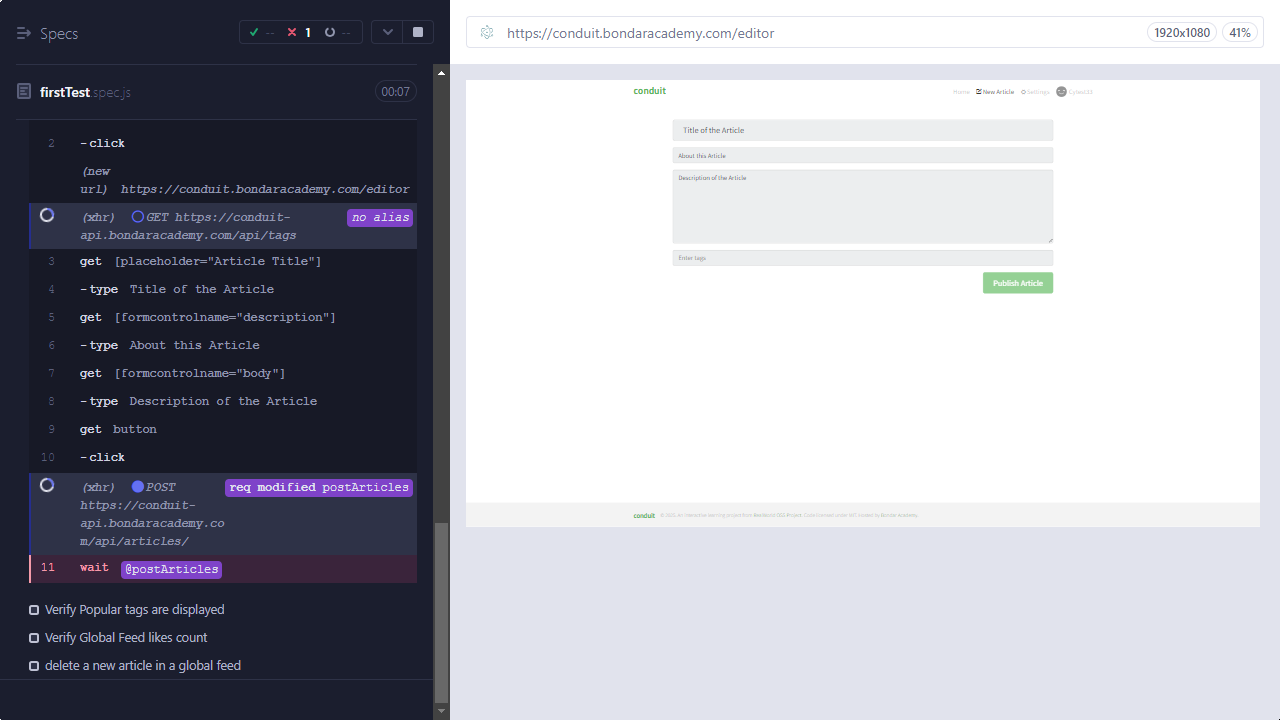 Specs
-- 1 --
https://conduit.bondaracademy.com/editor
1920x1080 41%
firstTest.spec.js
00:07
2 -click
(new
url) https://conduit.bondaracademy.com/editor
(xhr) GET https://conduit-
api.bondaracademy.com/api/tags
no alias
3 get [placeholder="Article Title"]
4 -type Title of the Article
5 get [formcontrolname="description"]
6 -type About this Article
7 get [formcontrolname="body"]
8 -type Description of the Article
9 get button
10 -click
(xhr) POST
https://conduit-
api.bondaracademy.co
m/api/articles/
req modified postArticles
11 wait @postArticles
Verify Popular tags are displayed
Verify Global Feed likes count
delete a new article in a global feed
conduit
Home New Article Settings
Title of the Article
About this Article
Description of the Article
Enter tags
Publish Article
conduit